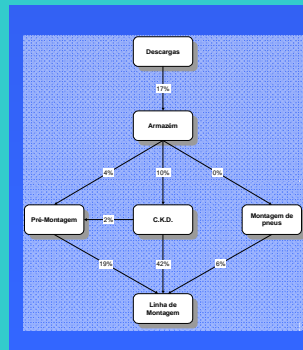 Descargas
17%
Armazém
4%
10%
0%
Pré-Montagem
2%
C.K.D.
Montagem de
pneus
19%
42%
6%
Linha de
Montagem